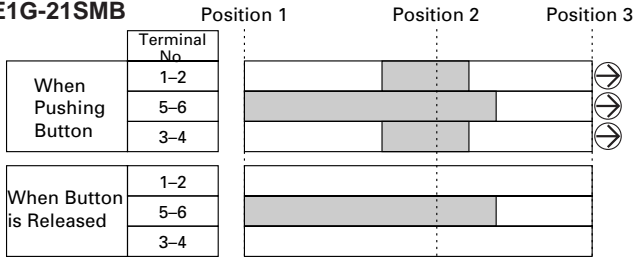 E1G-21SMB
Position 1 Position 2 Position 3
Terminal
No.
When
Pushing
Button
1–2
5–6
3–4
When Button
is Released
1–2
5–6
3–4